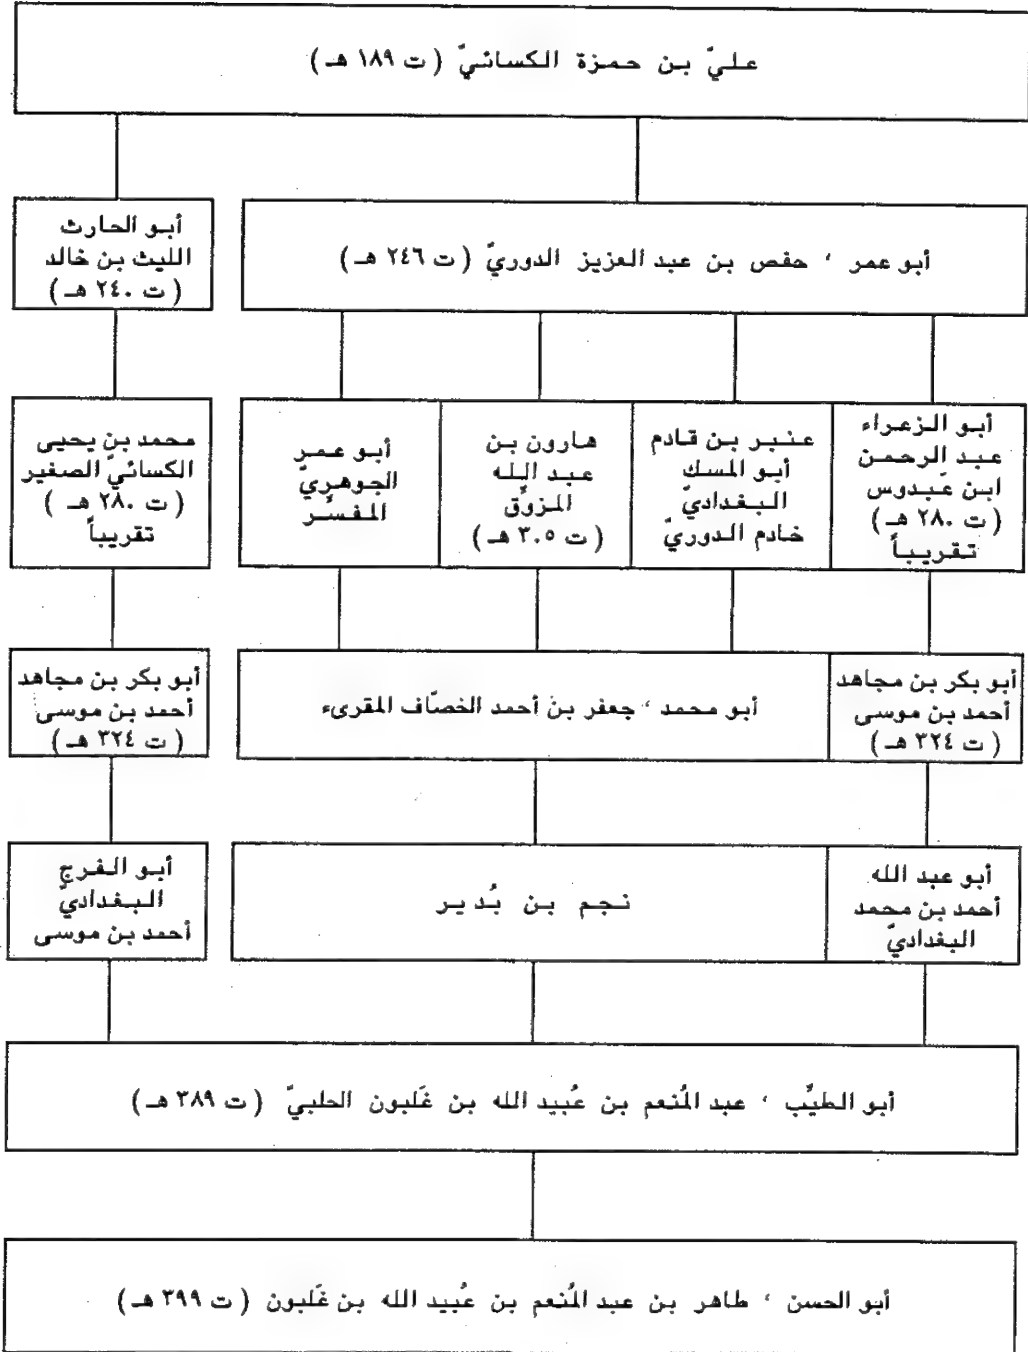 عليّ بن حمزة الكسائيّ ( ت ١٨٩ هـ )
أبو عمر ، حفص بن عبد العزيز الدوريّ ( ت ٢٤٦ هـ )
أبو الحارث
الليث بن خالد
( ت ٢٤٠ هـ )
أبو الزعراء
عبد الرحمن
ابن عَبدوس
( ت ٢٨٠ هـ )
تقريباً
عنبر بن قادم
أبو المسك
البغداديّ
خادم الدوريّ
هارون بن
عبد الله
المزوِّق
( ت ٣٠٥ هـ )
أبو عمر
الجوهريّ
المفسِّر
محمد بن يحيى
الكسائيّ الصغير
( ت ٢٨٠ هـ )
تقريباً
أبو بكر بن مجاهد
أحمد بن موسى
( ت ٣٢٤ هـ )
أبو محمد ، جعفر بن أحمد الخصّاف المقرىء
أبو بكر بن مجاهد
أحمد بن موسى
( ت ٣٢٤ هـ )
أبو عبد الله
أحمد بن محمد
البغداديّ
نجم بن بُدير
أبو الفرج
البغداديّ
أحمد بن موسى
أبو الطيِّب ، عبد المُنعم بن عُبيد الله بن غَلبون الحلبيّ ( ت ٣٨٩ هـ )
أبو الحسن ، طاهر بن عبد المُنعم بن عُبيد الله بن غَلبون ( ت ٣٩٩ هـ )